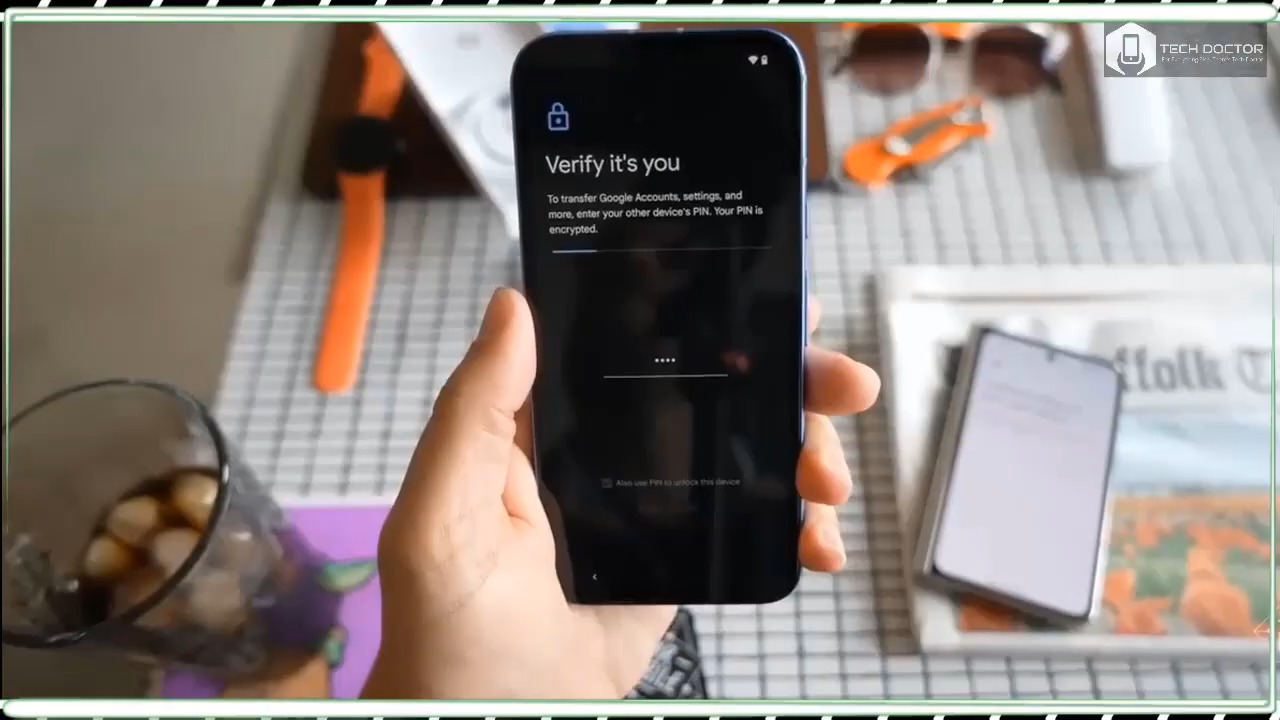 TECH DOCTOR
Verify it's you
To transfer Google Accounts, settings, and
more, enter your other device's PIN. Your PIN is
encrypted.
••••
Also use PIN to unlock this device
ffolk